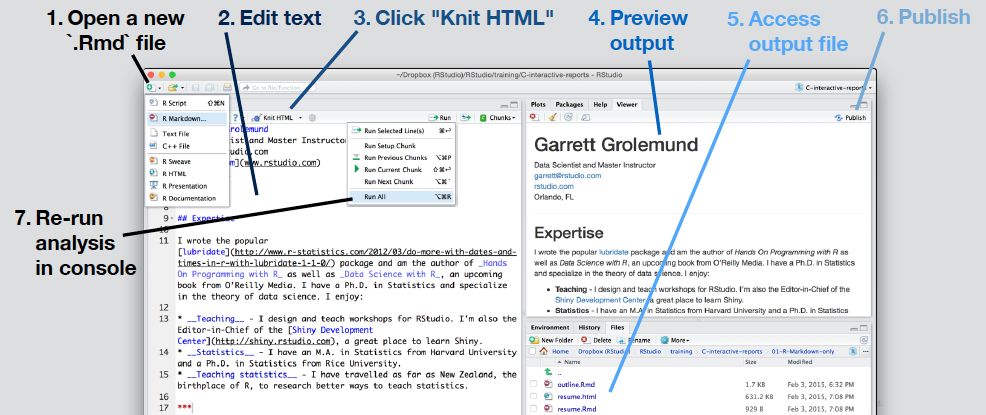 1. Open a new
`.Rmd` file
2. Edit text
3. Click "Knit HTML"
4. Preview
output
5. Access
output file
6. Publish
7. Re-run
analysis
in console
~/Dropbox (RStudio)/RStudio/training/C-interactive-reports - RStudio
Go to file/function
C-interactive-reports
R Script ⇧⌘N
R Markdown...
Text File
C++ File
R Sweave
R HTML
R Presentation
R Documentation
? Knit HTML
Run
Chunks
Run Selected Line(s) ⌘↩
Run Setup Chunk
Run Previous Chunks ⌥⌘P
Run Current Chunk ⇧⌘↩
Run Next Chunk
Run All ⌥⌘R
Grolemund
ist and Master Instructor
(www.rstudio.com)
8
9 ## Expertise
10
11 I wrote the popular
[lubridate](http://www.r-statistics.com/2012/03/do-more-with-dates-and-
times-in-r-with-lubridate-1-1-0/) package and am the author of _Hands
On Programming with R_ as well as _Data Science with R_, an upcoming
book from O'Reilly Media. I have a Ph.D. in Statistics and specialize
in the theory of data science. I enjoy:
12
13 * __Teaching__ - I design and teach workshops for RStudio. I'm also the
Editor-in-Chief of the [Shiny Development
Center](http://shiny.rstudio.com), a great place to learn Shiny.
14 * __Statistics__ - I have an M.A. in Statistics from Harvard University
and a Ph.D. in Statistics from Rice University.
15 * __Teaching statistics__ - I have travelled as far as New Zealand, the
birthplace of R, to research better ways to teach statistics.
16
17 ***
Plots Packages Help Viewer
Publish
Garrett Grolemund
Data Scientist and Master Instructor
garrett@rstudio.com
rstudio.com
Orlando, FL
Expertise
I wrote the popular lubridate package and am the author of Hands On Programming with R as
well as Data Science with R, an upcoming book from O'Reilly Media. I have a Ph.D. in Statistics
and specialize in the theory of data science. I enjoy:
• Teaching - I design and teach workshops for RStudio. I'm also the Editor-in-Chief of the
Shiny Development Center, a great place to learn Shiny.
• Statistics - I have an M.A. in Statistics from Harvard University and a Ph.D. in Statistics
Environment History Files
New Folder Delete Rename More
Home Dropbox (RStudio) RStudio training C-interactive-reports 01-R-Markdown-only ...
Name Size Modified
..
outline.Rmd 1.7 KB Feb 3, 2015, 6:32 PM
resume.html 631.2 KB Feb 3, 2015, 7:08 PM
resume.Rmd 929 B Feb 3, 2015, 7:08 PM